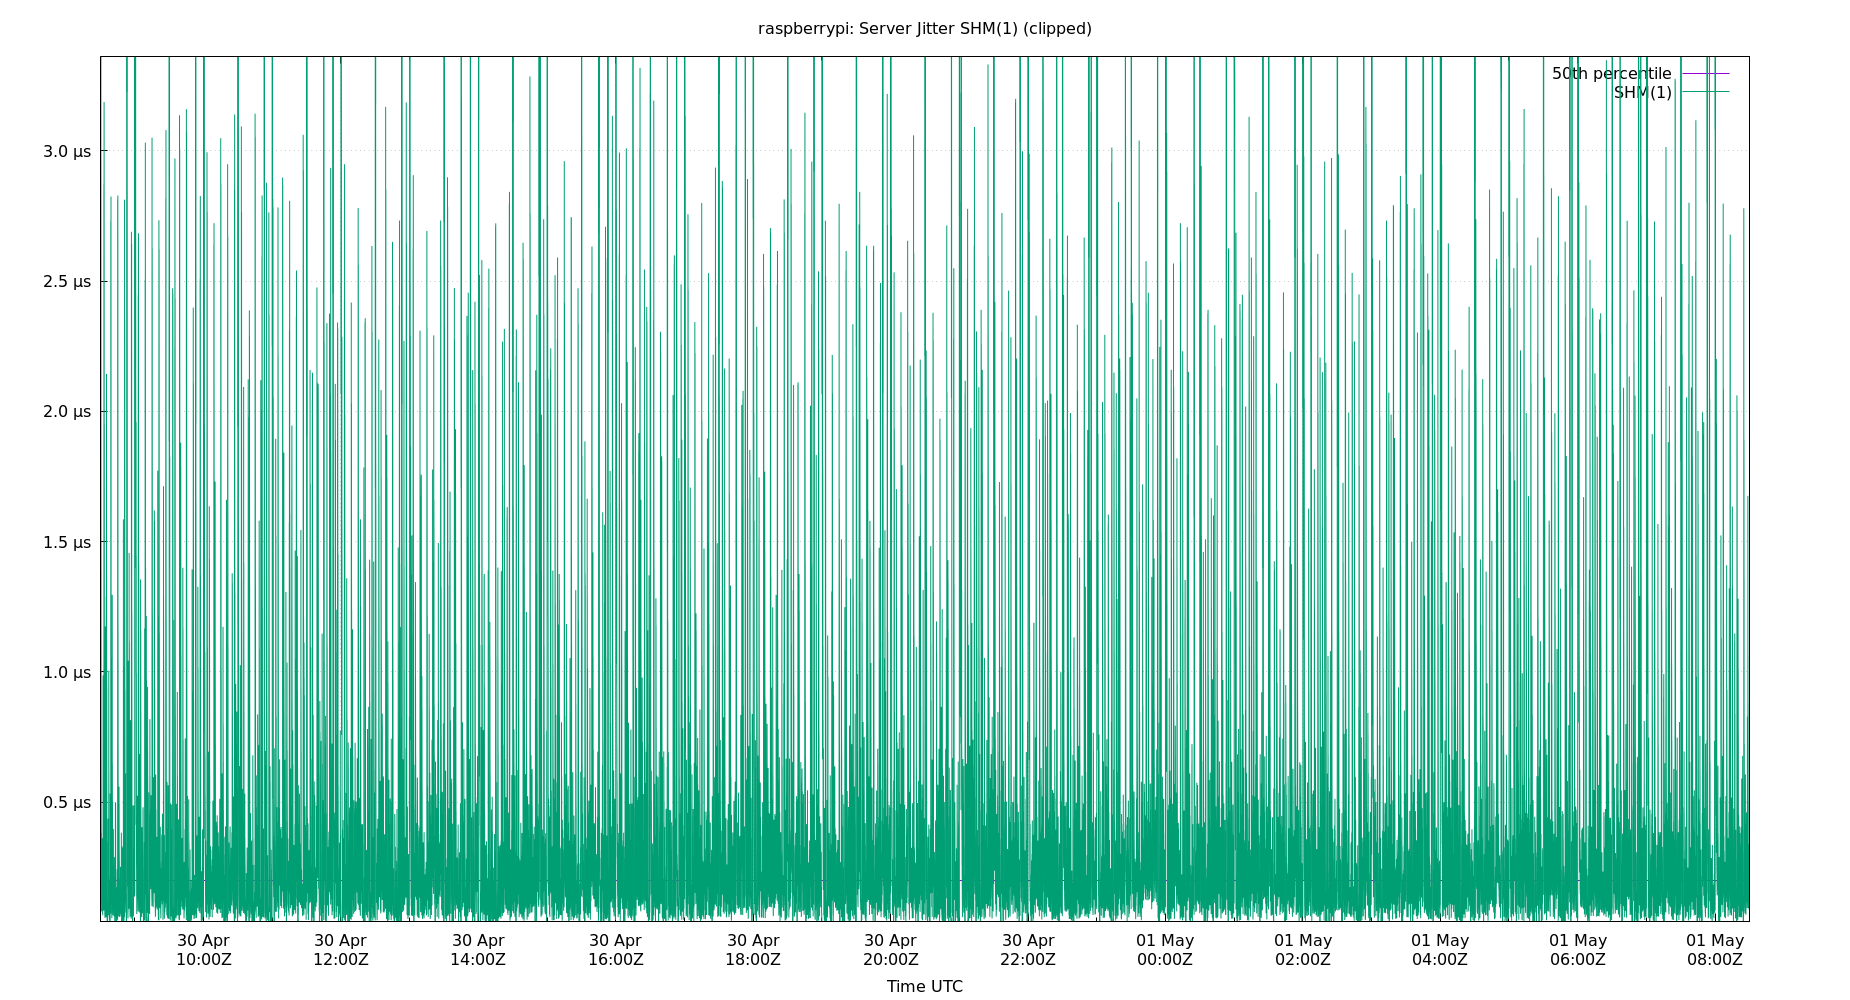 raspberrypi: Server Jitter SHM(1) (clipped)
50th percentile
SHM(1)
3.0 µs
2.5 µs
2.0 µs
1.5 µs
1.0 µs
0.5 µs
30 Apr 30 Apr 30 Apr 30 Apr 30 Apr 30 Apr 30 Apr 01 May 01 May 01 May 01 May 01 May
10:00Z 12:00Z 14:00Z 16:00Z 18:00Z 20:00Z 22:00Z 00:00Z 02:00Z 04:00Z 06:00Z 08:00Z
Time UTC